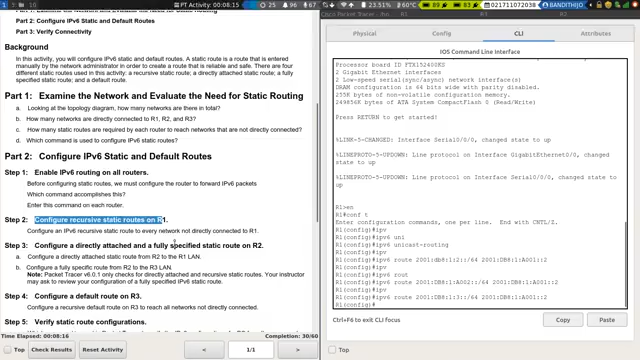 PT Activity: 00:08:15
23.51%
BANDITHIJO
Part 2: Configure IPv6 Static and Default Routes
Part 3: Verify Connectivity
Background
In this activity, you will configure IPv6 static and default routes. A static route is a route that is entered
manually by the network administrator in order to create a route that is reliable and safe. There are four
different static routes used in this activity: a recursive static route; a directly attached static route; a fully
specified static route; and a default route.
Part 1: Examine the Network and Evaluate the Need for Static Routing
a. Looking at the topology diagram, how many networks are there in total?
b. How many networks are directly connected to R1, R2, and R3?
c. How many static routes are required by each router to reach networks that are not directly connected?
d. Which command is used to configure IPv6 static routes?
Part 2: Configure IPv6 Static and Default Routes
Step 1: Enable IPv6 routing on all routers.
Before configuring static routes, we must configure the router to forward IPv6 packets
Which command accomplishes this?
Enter this command on each router.
Step 2: Configure recursive static routes on R1.
Configure an IPv6 recursive static route to every network not directly connected to R1.
Step 3: Configure a directly attached and a fully specified static route on R2.
a. Configure a directly attached static route from R2 to the R1 LAN.
b. Configure a fully specific route from R2 to the R3 LAN.
Note: Packet Tracer v6.0.1 only checks for directly attached and recursive static routes. Your instructor
may ask to review your configuration of a fully specified IPv6 static route.
Step 4: Configure a default route on R3.
Configure a recursive default route on R3 to reach all networks not directly connected.
Step 5: Verify static route configurations.
Time Elapsed: 00:08:16
Completion: 30/60
Top
Check Results
Reset Activity
<
1/1
>
Physical
Config
CLI
Attributes
IOS Command Line Interface
Processor board ID FTX152400KS
2 Gigabit Ethernet interfaces
2 Low-speed serial(sync/async) network interface(s)
DRAM configuration is 64 bits wide with parity disabled.
255K bytes of non-volatile configuration memory.
249856K bytes of ATA System CompactFlash 0 (Read/Write)
Press RETURN to get started!
%LINK-5-CHANGED: Interface Serial0/0/0, changed state to up
%LINEPROTO-5-UPDOWN: Line protocol on Interface GigabitEthernet0/0, changed
state to up
%LINEPROTO-5-UPDOWN: Line protocol on Interface Serial0/0/0, changed state to
up
R1>en
R1#conf t
Enter configuration commands, one per line. End with CNTL/Z.
R1(config)#ipv
R1(config)#ipv6 uni
R1(config)#ipv6 unicast-routing
R1(config)#ipv
R1(config)#ipv6 route 2001:db8:1:2::/64 2001:DB8:1:A001::2
R1(config)#ipv
R1(config)#ipv6 rout
R1(config)#ipv6 route 2001:DB8:1:A002::/64 2001:DB8:1:A001::2
R1(config)#ipv
R1(config)#ipv6 route 2001:DB8:1:3::/64 2001:DB8:1:A001::2
R1(config)#
Ctrl+F6 to exit CLI focus
Copy
Paste
Top